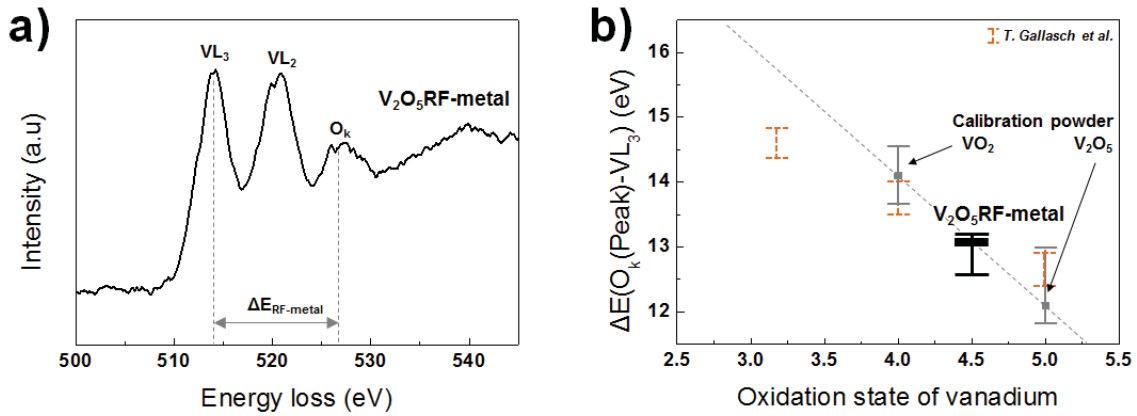 a)
VL3
VL2
V2O5RF-metal
Ok
ΔERF-metal
Intensity (a.u)
500 510 520 530 540
Energy loss (eV)
b)
T. Gallasch et al.
Calibration powder
VO2 V2O5
V2O5RF-metal
ΔE(Ok(Peak)-VL3) (eV)
16
15
14
13
12
2.5 3.0 3.5 4.0 4.5 5.0 5.5
Oxidation state of vanadium